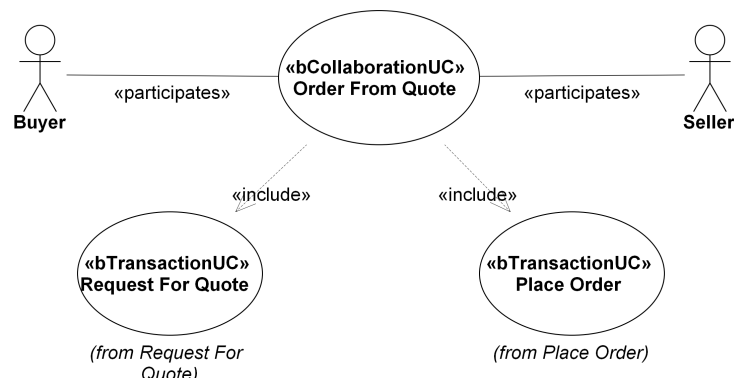 «bCollaborationUC»
Order From Quote
«participates»
«participates»
Buyer
Seller
«include»
«include»
«bTransactionUC»
Request For Quote
«bTransactionUC»
Place Order
(from Request For
Quote)
(from Place Order)